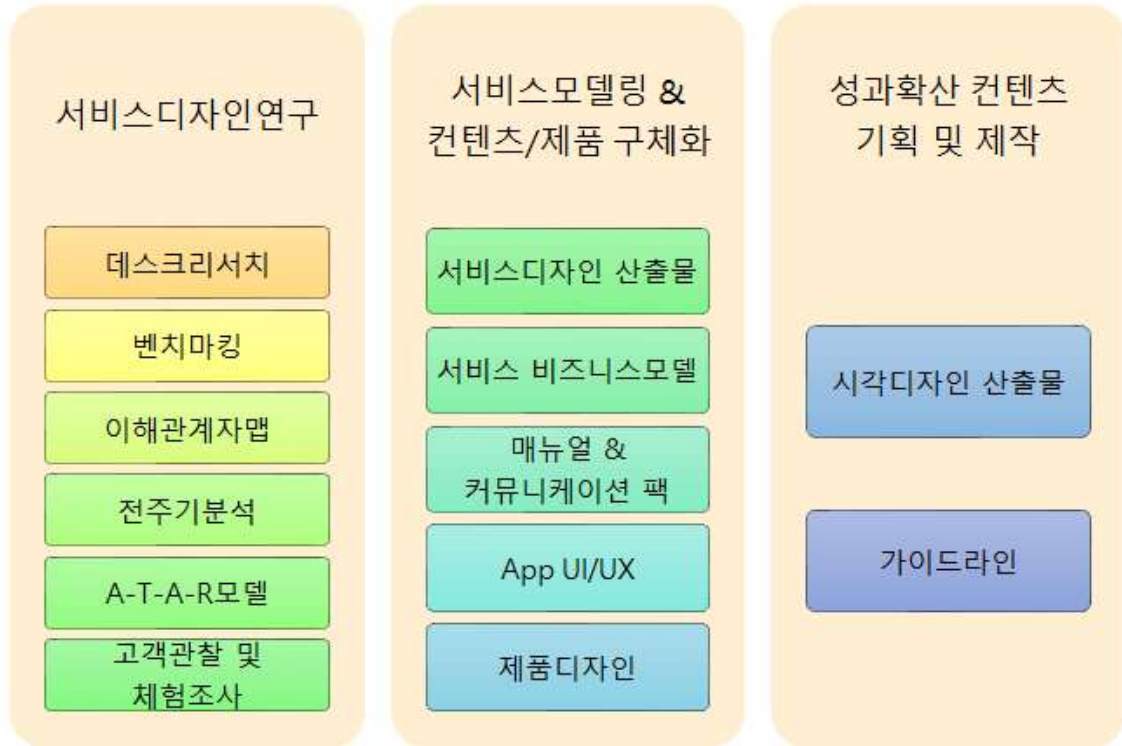 서비스디자인연구
데스크리서치
벤치마킹
이해관계자맵
전주기분석
A-T-A-R모델
고객관찰 및
체험조사
서비스모델링 &
컨텐츠/제품 구체화
서비스디자인 산출물
서비스 비즈니스모델
매뉴얼 &
커뮤니케이션 팩
App UI/UX
제품디자인
성과확산 컨텐츠
기획 및 제작
시각디자인 산출물
가이드라인